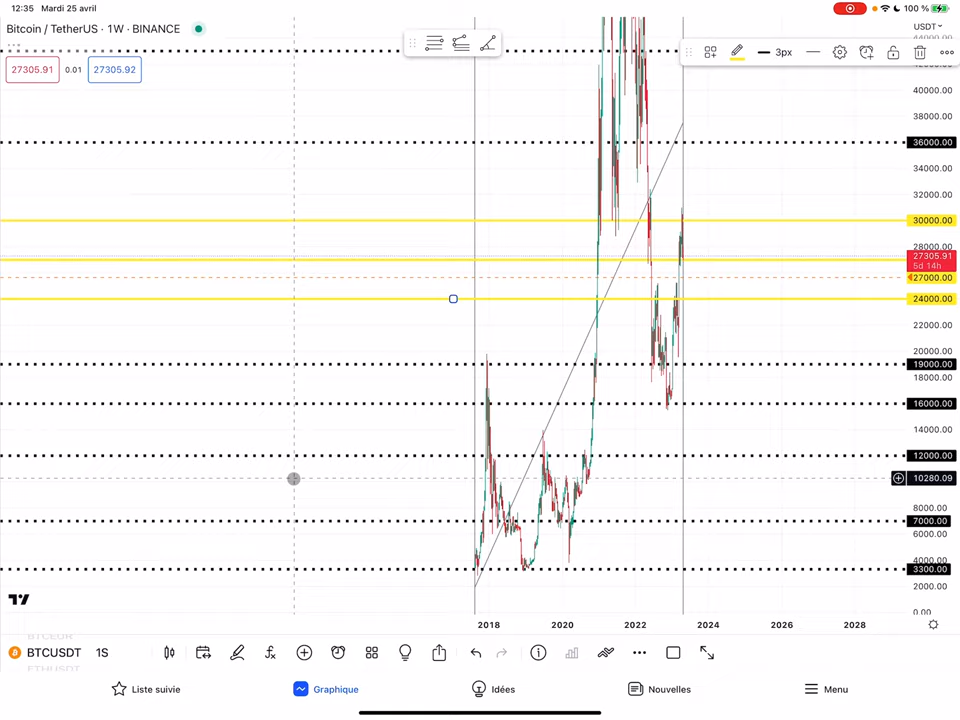 12:35 Mardi 25 avril
100 %
Bitcoin / TetherUS · 1W · BINANCE
USDT
27305.91 0.01 27305.92
3px
40000.00
38000.00
36000.00
34000.00
32000.00
30000.00
28000.00
27305.91
5d 14h
27000.00
24000.00
22000.00
20000.00
19000.00
18000.00
16000.00
14000.00
12000.00
10280.09
8000.00
7000.00
6000.00
3300.00
2000.00
0.00
2018 2020 2022 2024 2026 2028
BTCEUR
BTCUSDT 1S
ETHUSDT
Liste suivie
Graphique
Idées
Nouvelles
Menu